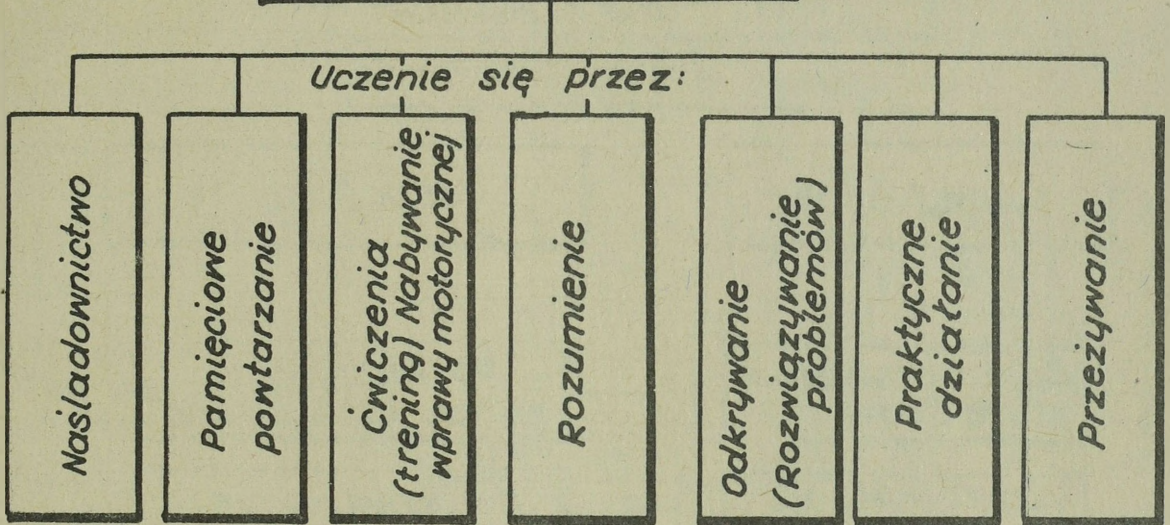 Uczenie się przez:
Naśladownictwo
Pamięciowe
powtarzanie
Ćwiczenia
(trening) Nabywanie
wprawy motorycznej
Rozumienie
Odkrywanie
(Rozwiązywanie
problemów)
Praktyczne
działanie
Przeżywanie